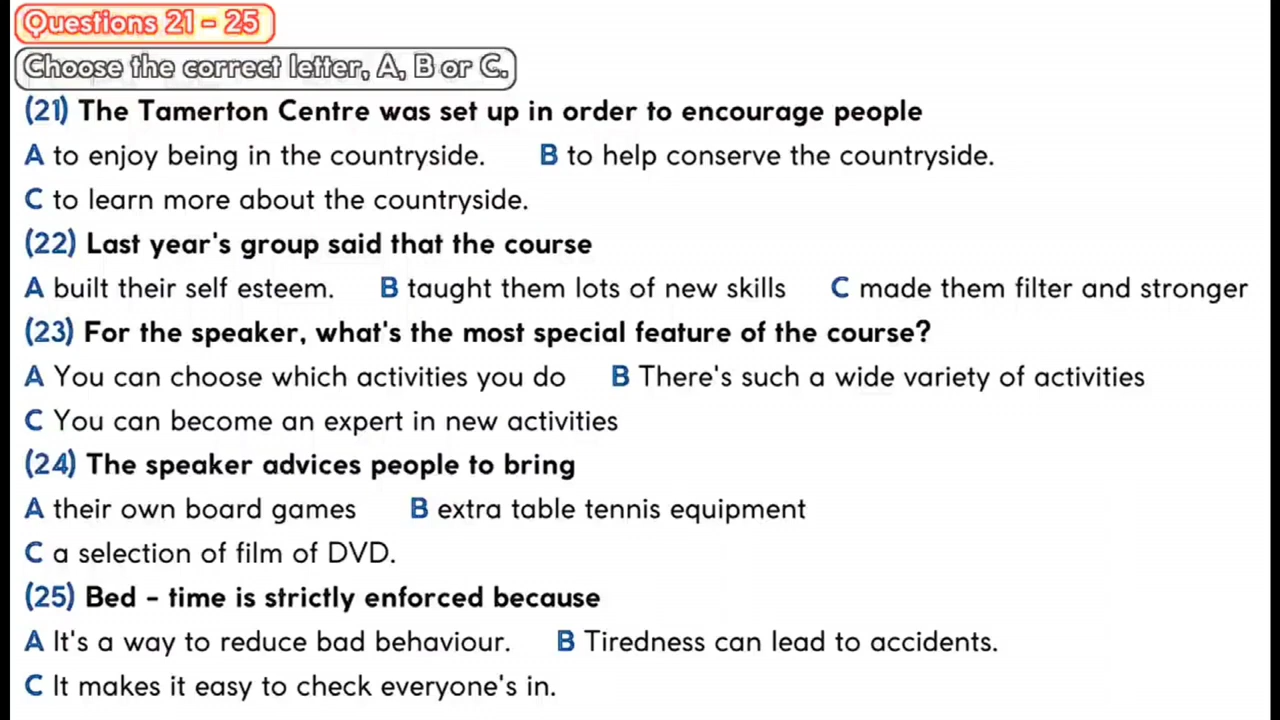 Questions 21 - 25
Choose the correct letter, A, B or C.
(21) The Tamerton Centre was set up in order to encourage people
A to enjoy being in the countryside. B to help conserve the countryside.
C to learn more about the countryside.
(22) Last year's group said that the course
A built their self esteem. B taught them lots of new skills C made them filter and stronger
(23) For the speaker, what's the most special feature of the course?
A You can choose which activities you do B There's such a wide variety of activities
C You can become an expert in new activities
(24) The speaker advices people to bring
A their own board games B extra table tennis equipment
C a selection of film of DVD.
(25) Bed - time is strictly enforced because
A It's a way to reduce bad behaviour. B Tiredness can lead to accidents.
C It makes it easy to check everyone's in.